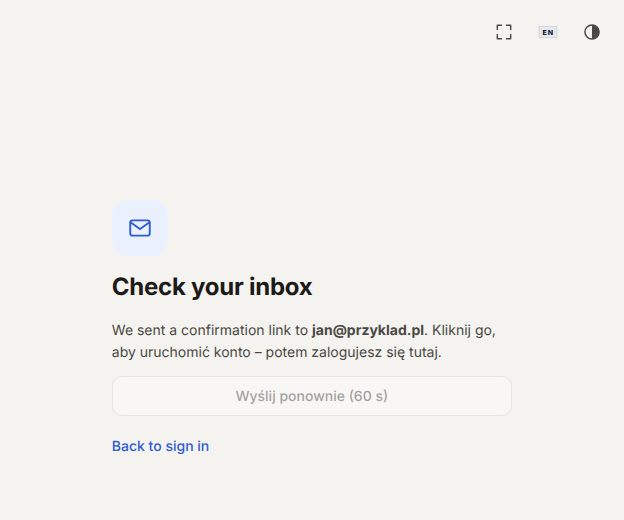 EN
Check your inbox
We sent a confirmation link to jan@przyklad.pl. Kliknij go,
aby uruchomić konto – potem zalogujesz się tutaj.
Wyślij ponownie (60 s)
Back to sign in